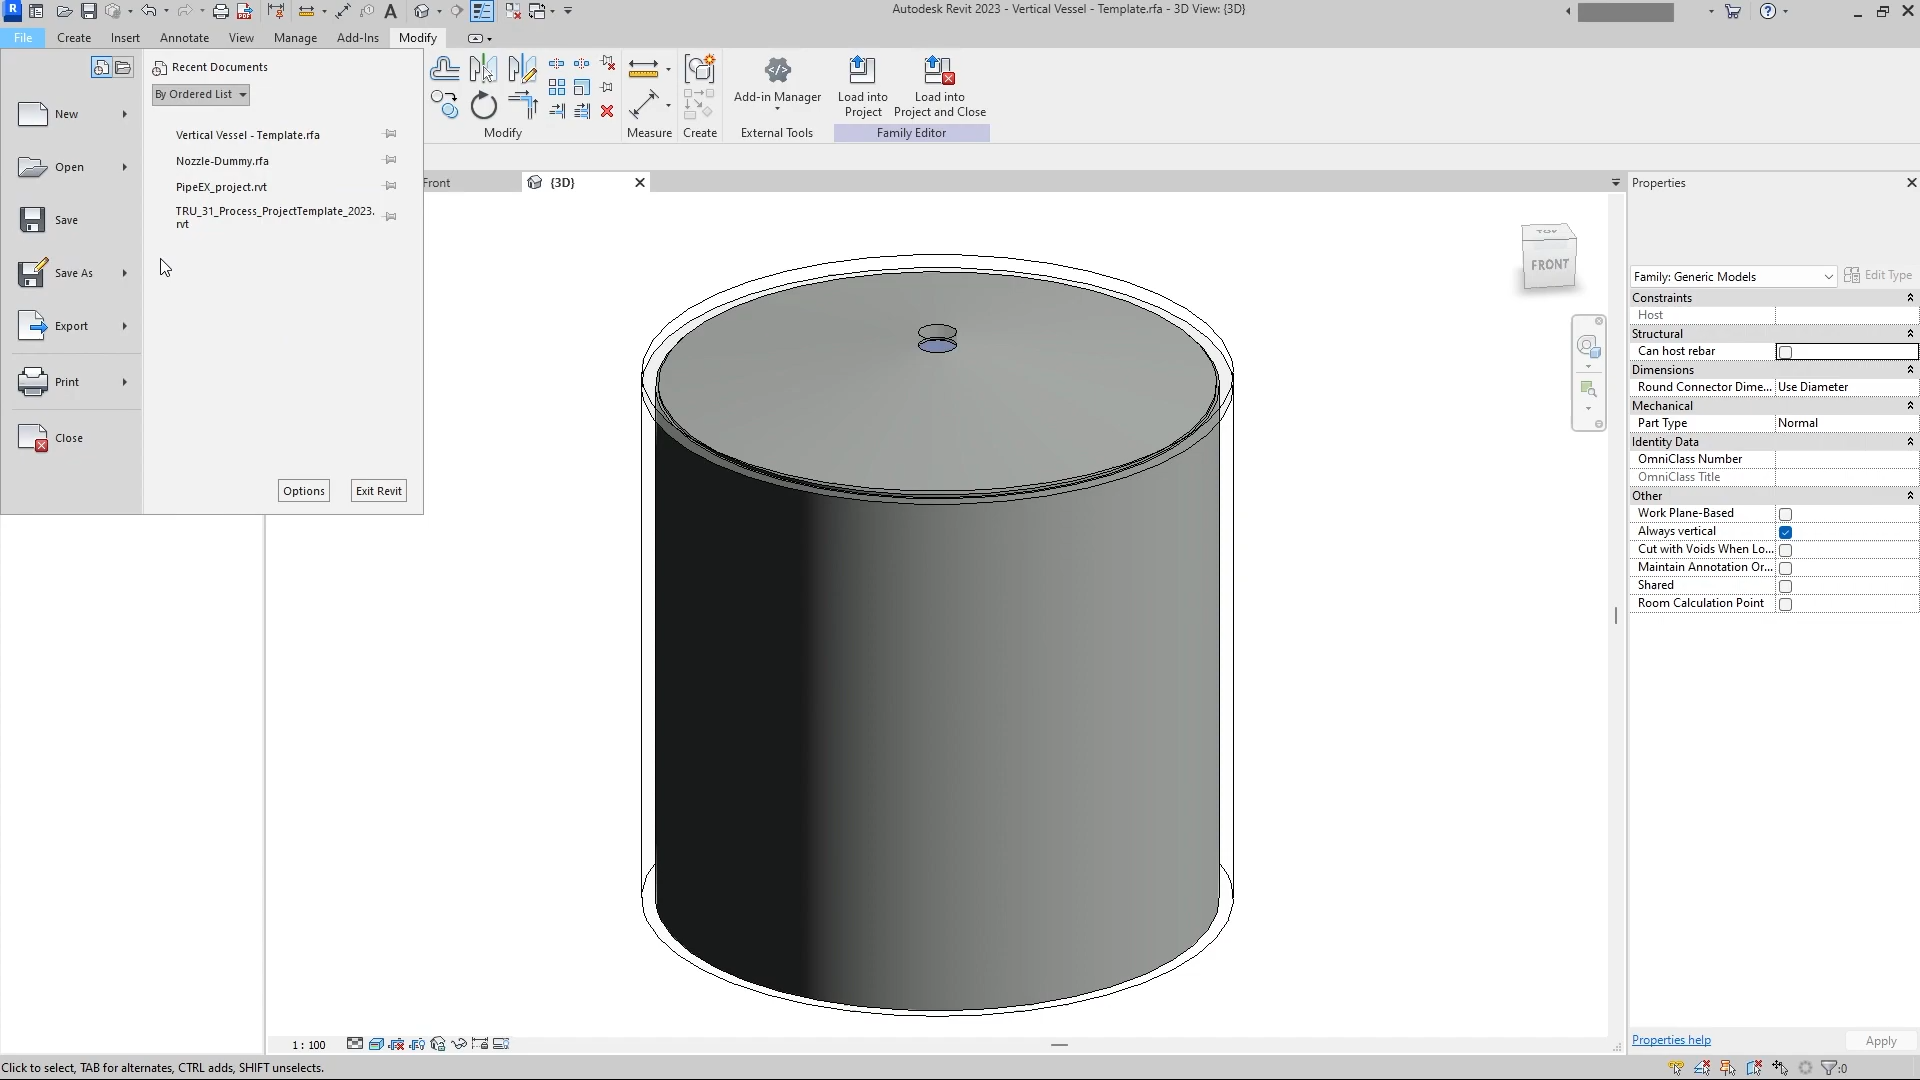 R
Autodesk Revit 2023 - Vertical Vessel - Template.rfa - 3D View: {3D}
File Create Insert Annotate View Manage Add-Ins Modify
Recent Documents
By Ordered List
New
Vertical Vessel - Template.rfa
Open
Nozzle-Dummy.rfa
PipeEX_project.rvt
Save
TRU_31_Process_ProjectTemplate_2023.
rvt
Save As
Export
Print
Close
Options
Exit Revit
Modify
Measure
Create
Add-in Manager
External Tools
Load into
Project
Load into
Project and Close
Family Editor
Front
{3D}
TOP
FRONT
Properties
Family: Generic Models
Edit Type
Constraints
Host
Structural
Can host rebar
Dimensions
Round Connector Dime... Use Diameter
Mechanical
Part Type Normal
Identity Data
OmniClass Number
OmniClass Title
Other
Work Plane-Based
Always vertical
Cut with Voids When Lo...
Maintain Annotation Or...
Shared
Room Calculation Point
Properties help
Apply
1 : 100
Click to select, TAB for alternates, CTRL adds, SHIFT unselects.
:0